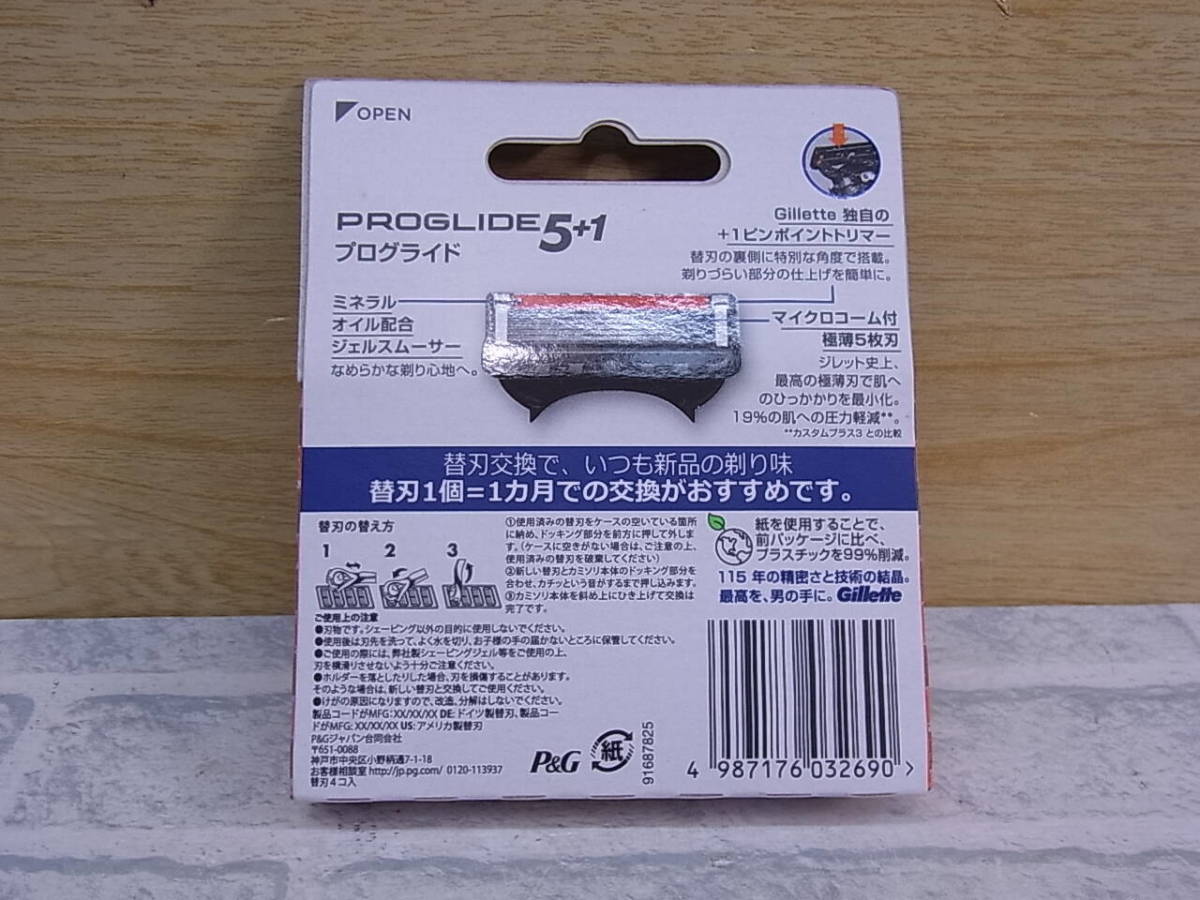 OPEN
PROGLIDE 5+1
プログライド
Gillette 独自の
+1ピンポイントトリマー
替刃の裏側に特別な角度で搭載。
剃りづらい部分の仕上げを簡単に。
ミネラル
オイル配合
ジェルスムーサー
なめらかな剃り心地へ。
マイクロコーム付
極薄5枚刃
ジレット史上、
最高の極薄刃で肌へ
のひっかかりを最小化。
19%の肌への圧力軽減**。
**カスタムプラス3 との比較
替刃交換で、いつも新品の剃り味
替刃1個=1カ月での交換がおすすめです。
替刃の替え方
1 2 3
①使用済みの替刃をケースの空いている箇所
に納め、ドッキング部分を前方に押して外しま
す。(ケースに空きがない場合は、ご注意の上、
使用済みの替刃を破棄してください)
②新しい替刃とカミソリ本体のドッキング部分を
合わせ、カチッという音がするまで押し込みます。
③カミソリ本体を斜め上にひき上げて交換は
完了です。
紙を使用することで、
前パッケージに比べ、
プラスチックを99%削減。
115 年の精密さと技術の結晶。
最高を、男の手に。Gillette
ご使用上の注意
●刃物です。シェービング以外の目的に使用しないでください。
●使用後は刃先を洗って、よく水を切り、お子様の手の届かないところに保管してください。
●ご使用の際には、弊社製シェービングジェル等をご使用の上、
刃を横滑りさせないよう十分ご注意ください。
●ホルダーを落としたりした場合、刃を損傷することがあります。
そのような場合は、新しい替刃と交換してご使用ください。
●けがの原因になりますので、改造、分解はしないでください。
製品コードがMFG: XX/XX/XX DE: ドイツ製替刃、製品コー
ドがMFG: XX/XX/XX US: アメリカ製替刃
P&Gジャパン合同会社
〒651-0088
神戸市中央区小野柄通7-1-18
お客様相談室 http://jp.pg.com/ 0120-113937
替刃4コ入
P&G
紙
91687825
4 987176 032690 >